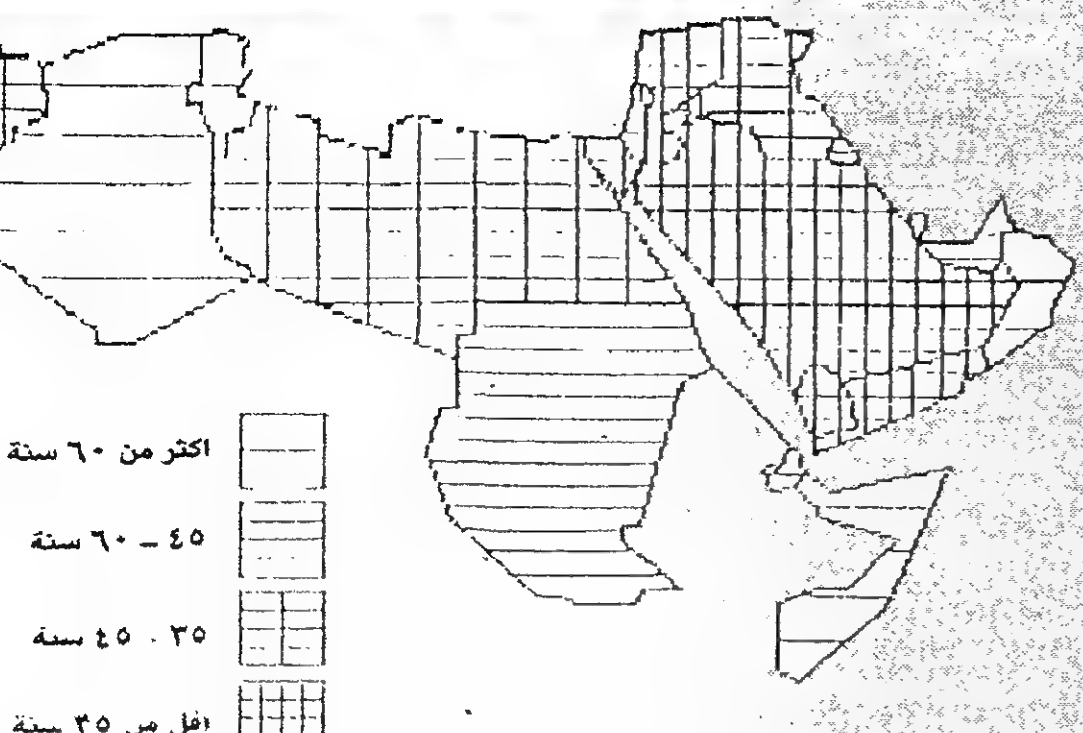 اكثر من ٦٠ سنة
٤٥ – ٦٠ سنة
٣٥ - ٤٥ سنة
اقل من ٣٥ سنة